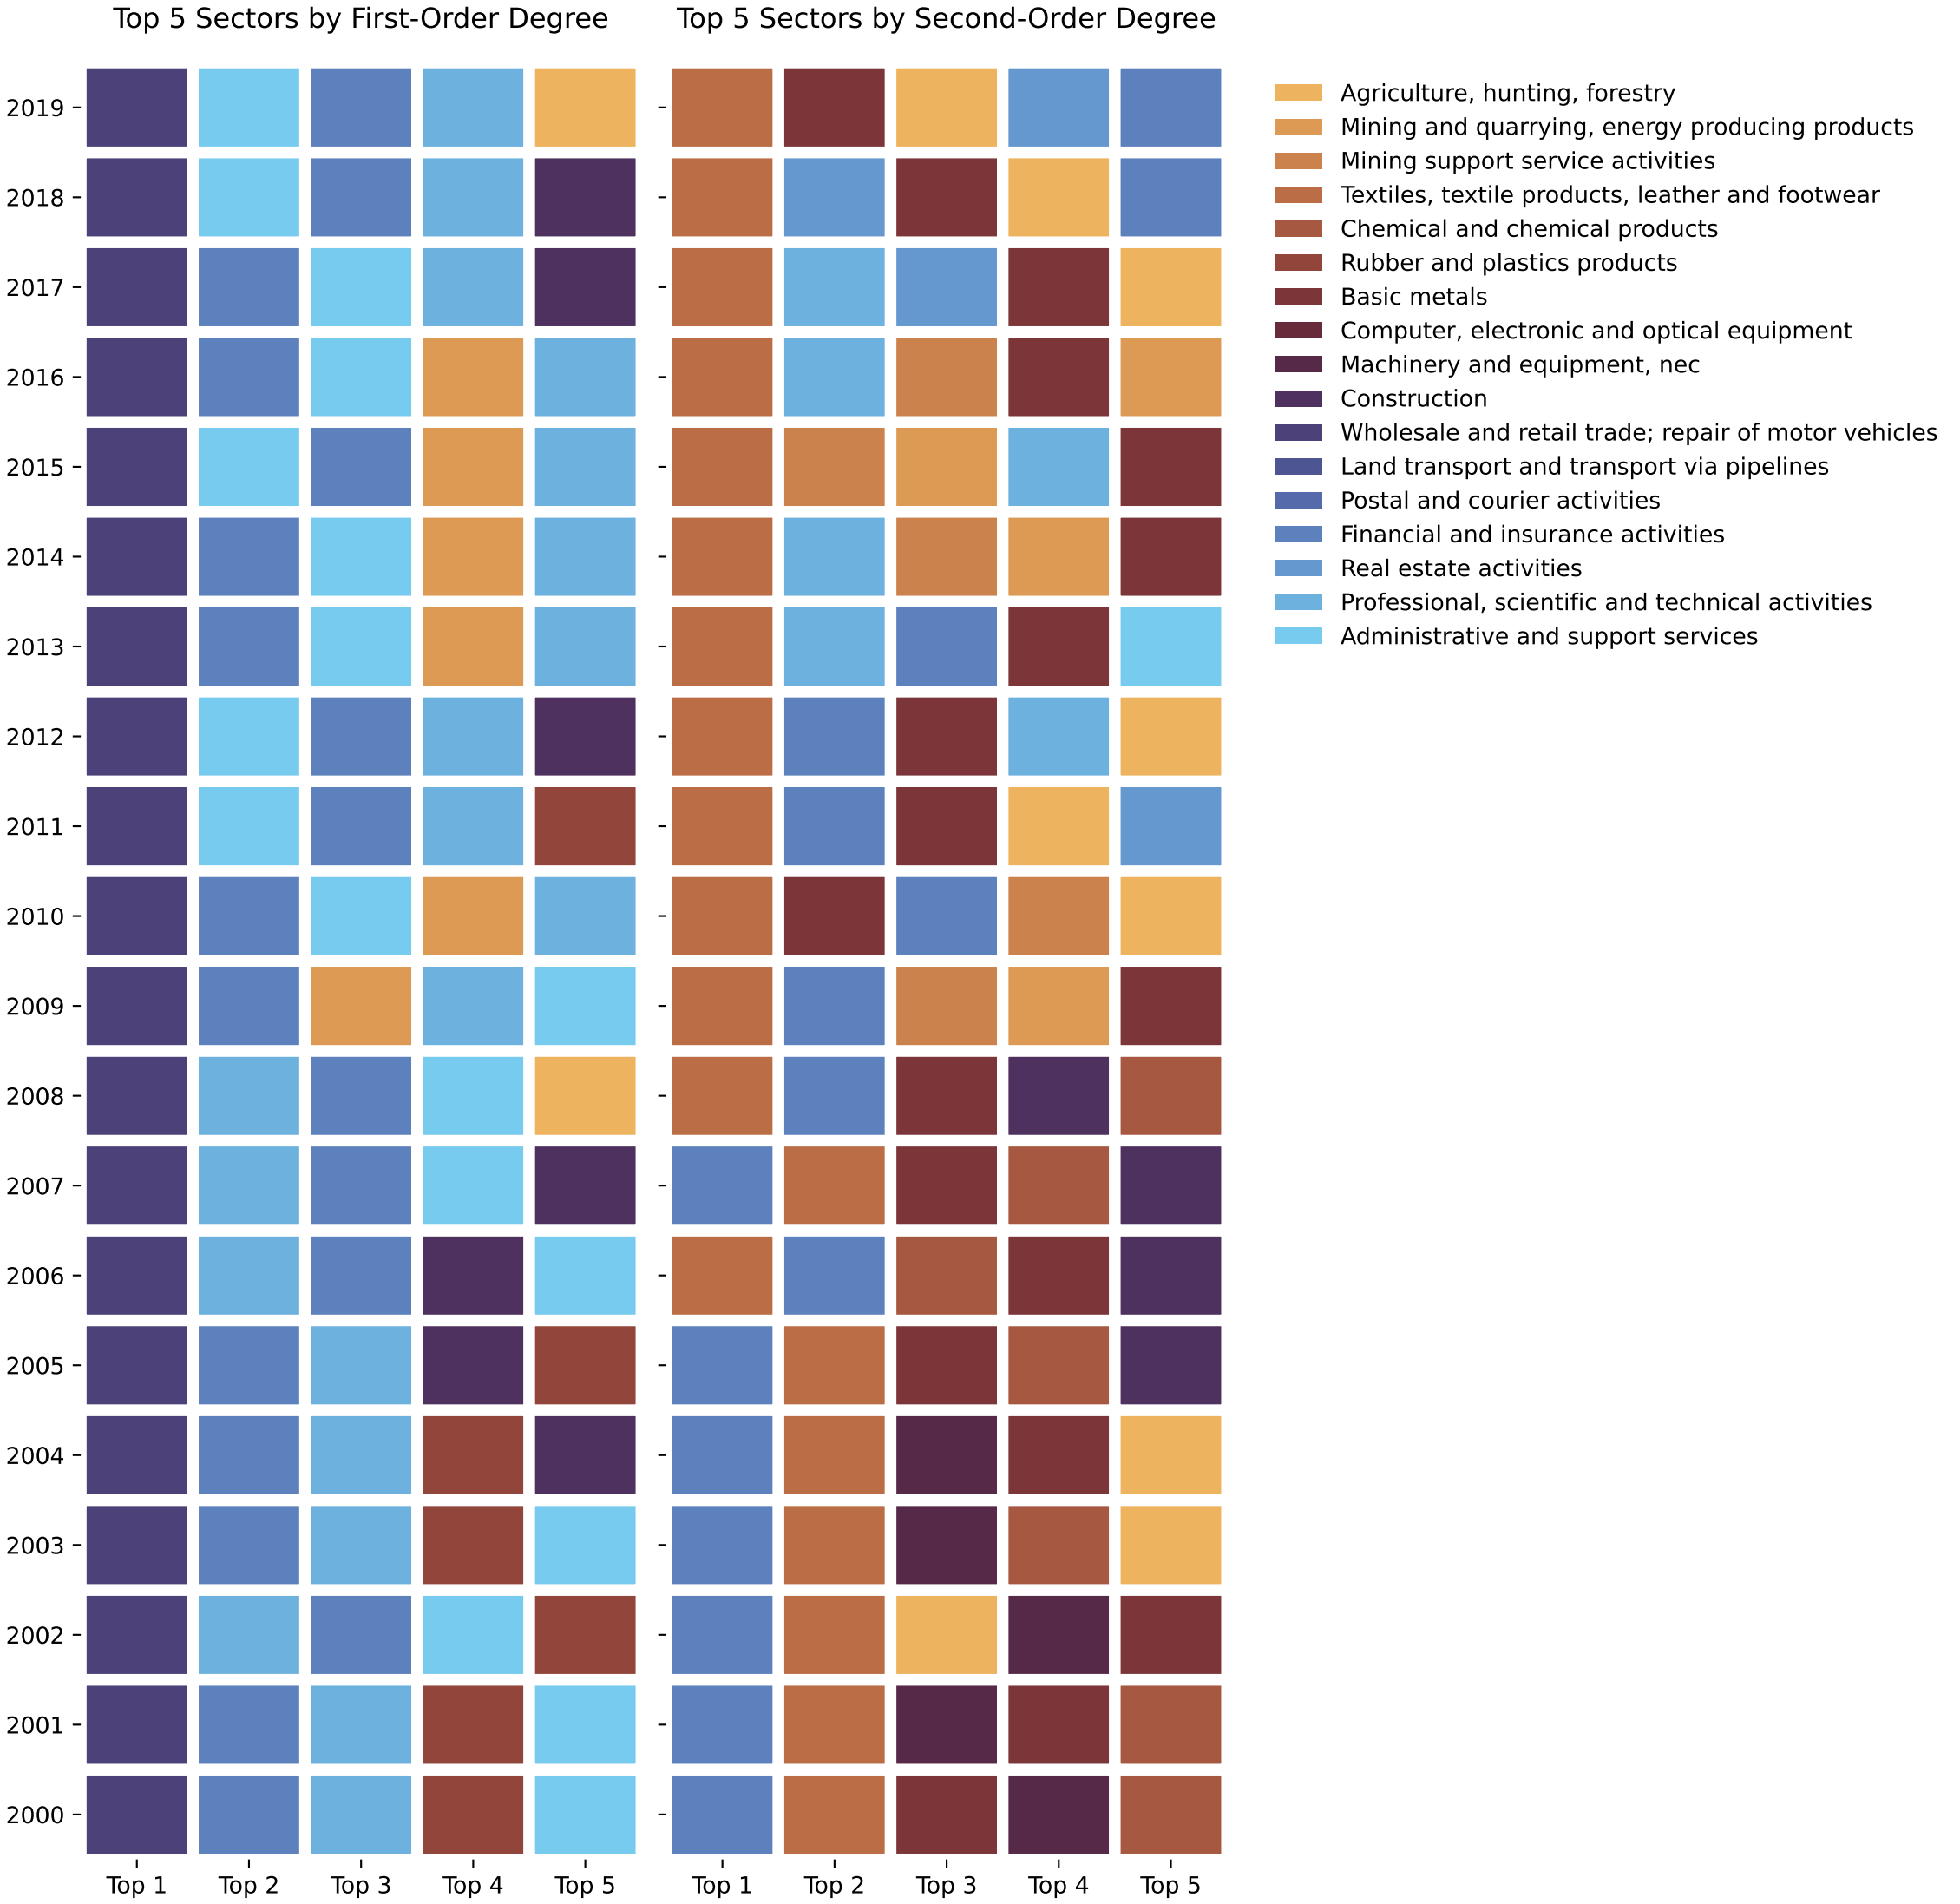 Top 5 Sectors by First-Order Degree
Top 5 Sectors by Second-Order Degree
2019
2018
2017
2016
2015
2014
2013
2012
2011
2010
2009
2008
2007
2006
2005
2004
2003
2002
2001
2000
Top 1
Top 2
Top 3
Top 4
Top 5
Top 1
Top 2
Top 3
Top 4
Top 5
Agriculture, hunting, forestry
Mining and quarrying, energy producing products
Mining support service activities
Textiles, textile products, leather and footwear
Chemical and chemical products
Rubber and plastics products
Basic metals
Computer, electronic and optical equipment
Machinery and equipment, nec
Construction
Wholesale and retail trade; repair of motor vehicles
Land transport and transport via pipelines
Postal and courier activities
Financial and insurance activities
Real estate activities
Professional, scientific and technical activities
Administrative and support services